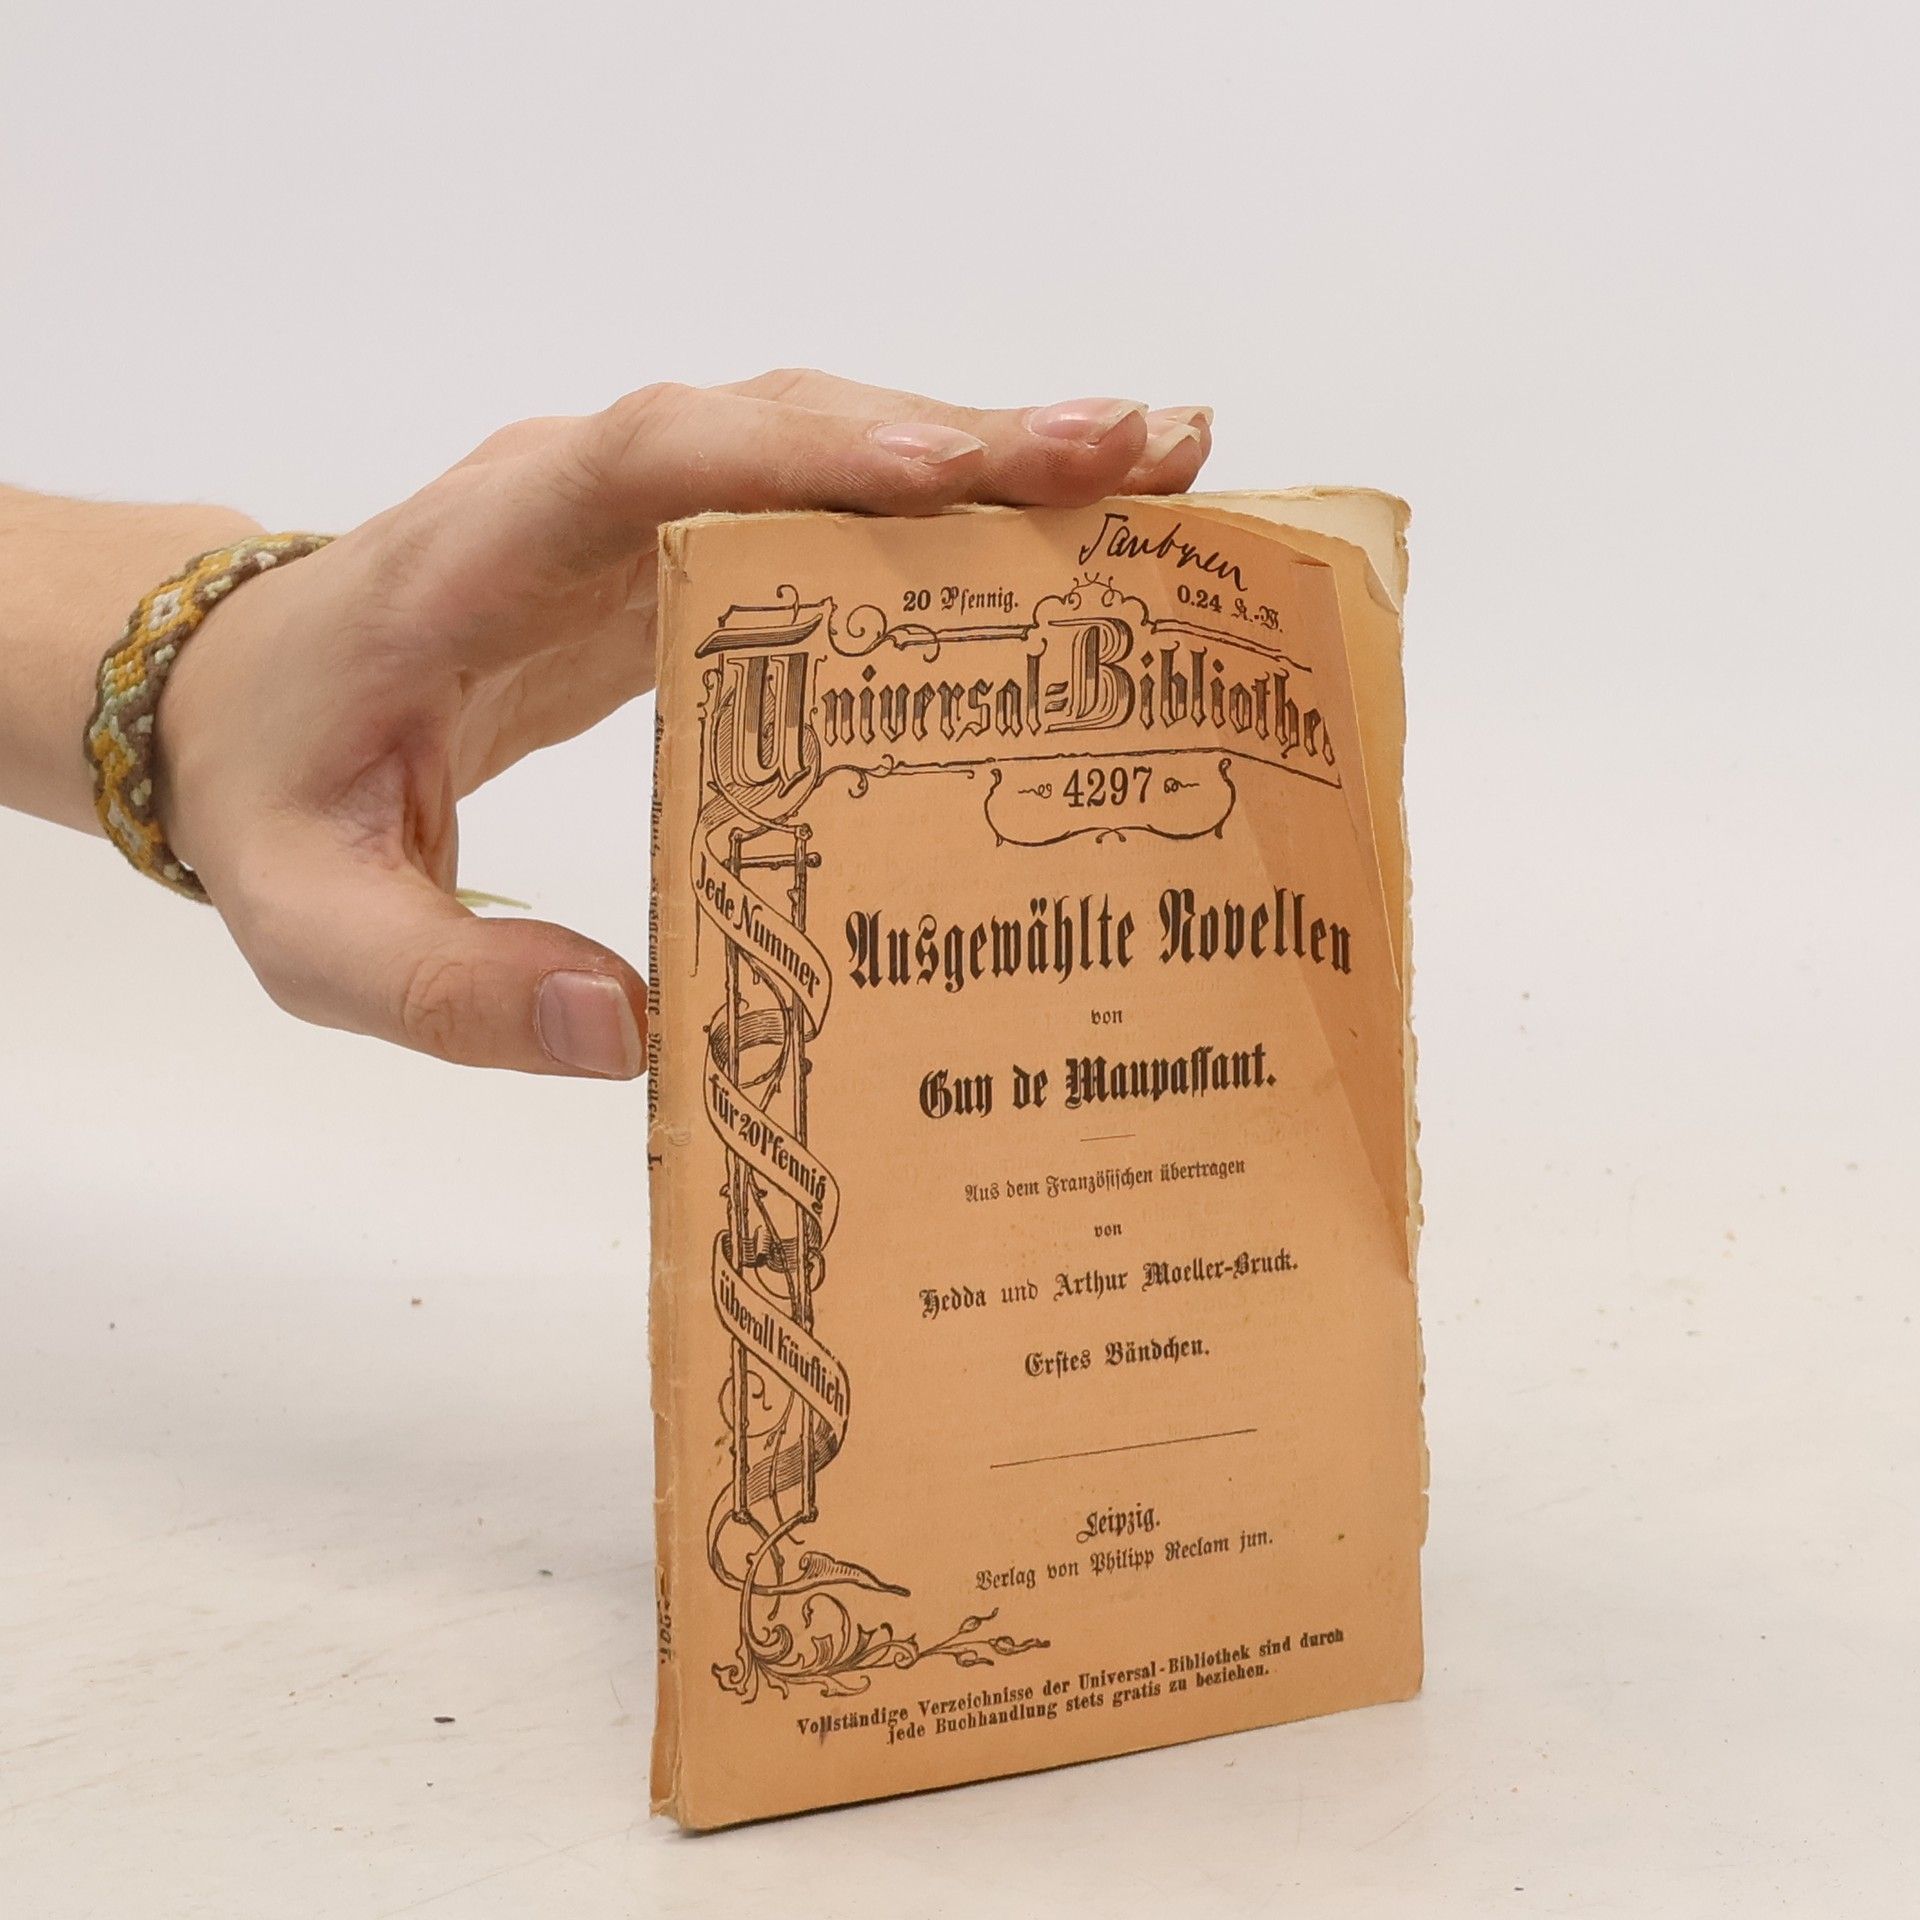 20 Pfennig. 0.24 K.-W.
Universal-Bibliothe
4297
Jede Nummer
für 20 Pfennig
überall käuflich
Ausgewählte Novellen
von
Guy de Maupassant.
Aus dem Französischen übertragen
von
Hedda und Arthur Moeller-Bruck.
Erstes Bändchen.
Leipzig.
Verlag von Philipp Reclam jun.
Vollständige Verzeichnisse der Universal-Bibliothek sind durch
jede Buchhandlung stets gratis zu beziehen.